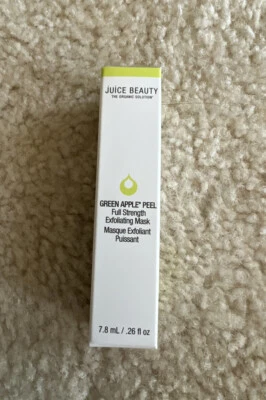 JUICE BEAUTY
THE ORGANIC SOLUTION
GREEN APPLE® PEEL
Full Strength
Exfoliating Mask
Masque Exfoliant
Puissant
7.8 mL / .26 fl oz